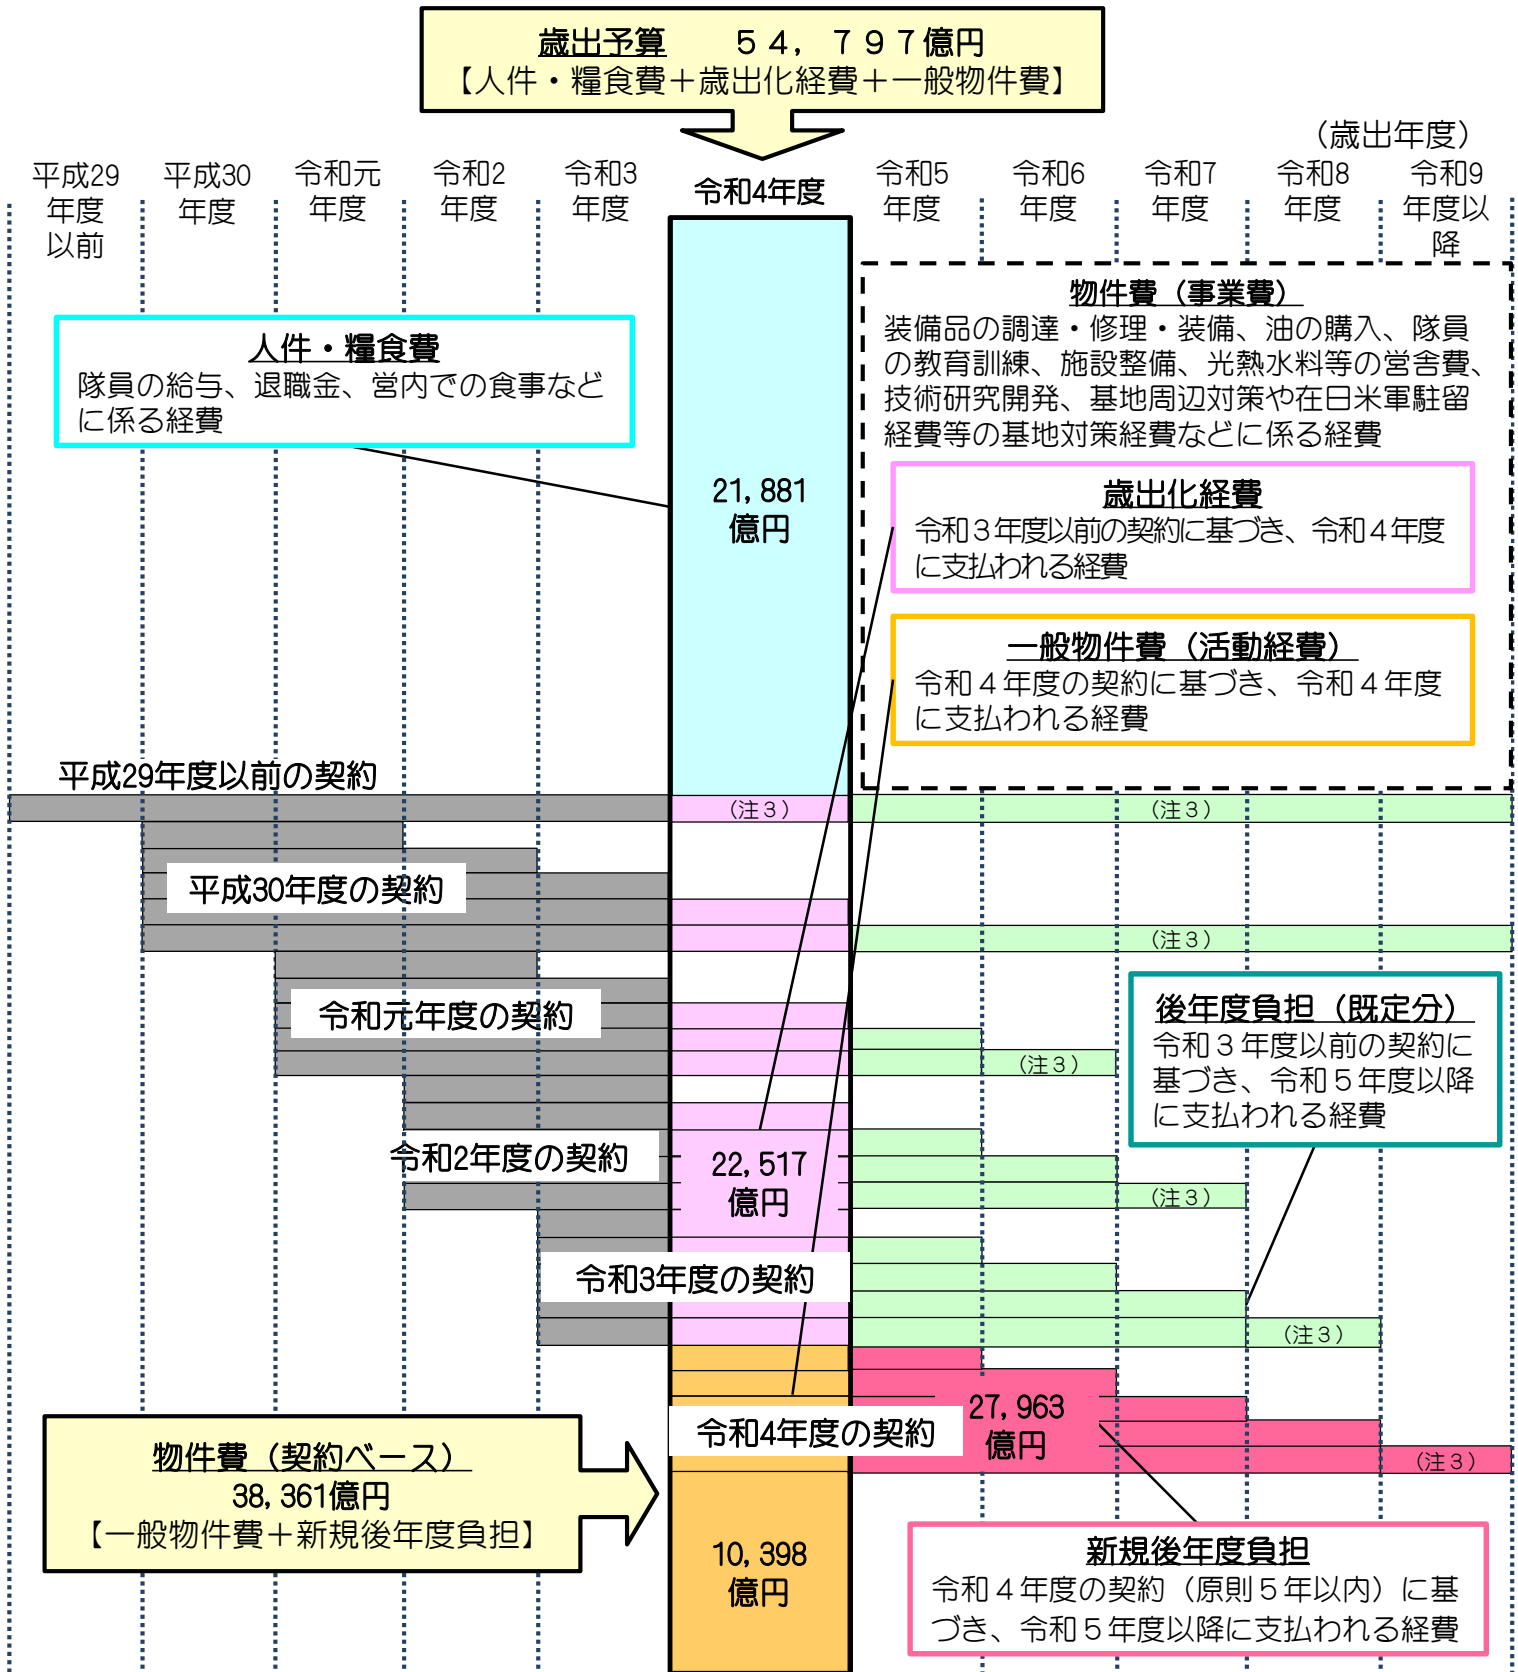 歳出予算　５４，７９７億円
【人件・糧食費＋歳出化経費＋一般物件費】
（歳出年度）
平成29
年度
以前
平成30
年度
令和元
年度
令和2
年度
令和3
年度
令和4年度
令和5
年度
令和6
年度
令和7
年度
令和8
年度
令和9
年度以
降
人件・糧食費
隊員の給与、退職金、営内での食事など
に係る経費
21,881
億円
物件費（事業費）
装備品の調達・修理・装備、油の購入、隊員
の教育訓練、施設整備、光熱水料等の営舎費、
技術研究開発、基地周辺対策や在日米軍駐留
経費等の基地対策経費などに係る経費
歳出化経費
令和３年度以前の契約に基づき、令和４年度
に支払われる経費
一般物件費（活動経費）
令和４年度の契約に基づき、令和４年度
に支払われる経費
平成29年度以前の契約
（注３）
（注３）
平成30年度の契約
（注３）
令和元年度の契約
（注３）
後年度負担（既定分）
令和３年度以前の契約に
基づき、令和５年度以降
に支払われる経費
令和2年度の契約
22,517
億円
（注３）
令和3年度の契約
（注３）
令和4年度の契約
27,963
億円
（注３）
物件費（契約ベース）
38,361億円
【一般物件費＋新規後年度負担】
10,398
億円
新規後年度負担
令和４年度の契約（原則５年以内）に基
づき、令和５年度以降に支払われる経費